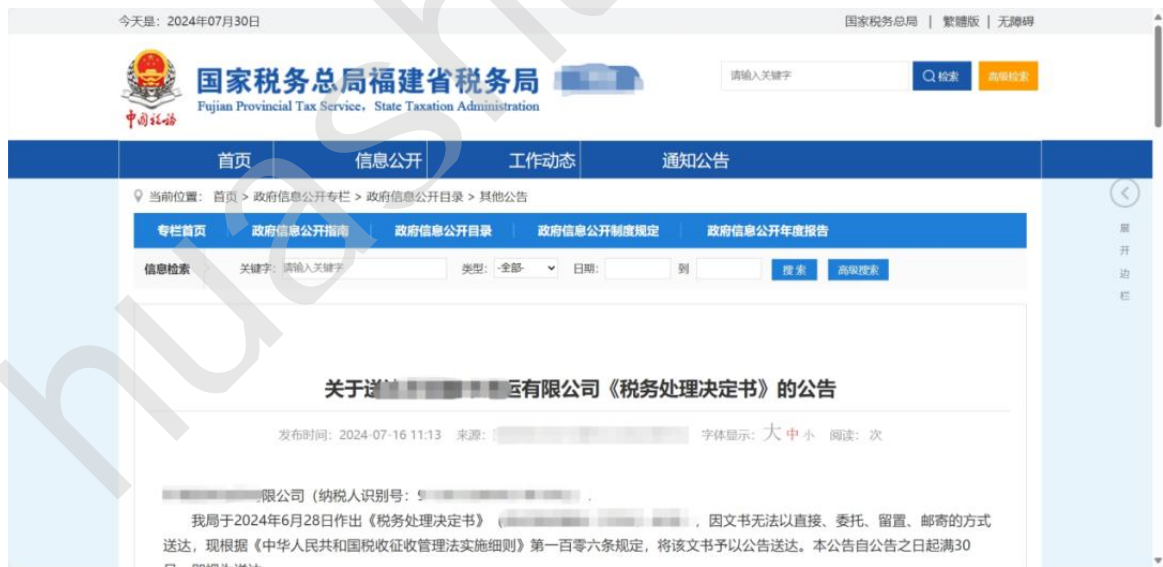 今天是：2024年07月30日
国家税务总局 | 繁體版 | 无障碍
中国税务
国家税务总局福建省税务局
Fujian Provincial Tax Service, State Taxation Administration
请输入关键字
检索
高级检索
首页 信息公开 工作动态 通知公告
当前位置： 首页 > 政府信息公开专栏 > 政府信息公开目录 > 其他公告
专栏首页 政府信息公开指南 政府信息公开目录 政府信息公开制度规定 政府信息公开年度报告
信息检索 关键字： 请输入关键字 类型： -全部- 日期： 到 搜索 高级搜索
展开边栏
关于送 运有限公司《税务处理决定书》的公告
发布时间：2024-07-16 11:13 来源： 字体显示：大 中 小 阅读： 次
限公司（纳税人识别号：9
我局于2024年6月28日作出《税务处理决定书》（ ，因文书无法以直接、委托、留置、邮寄的方式
送达，现根据《中华人民共和国税收征收管理法实施细则》第一百零六条规定，将该文书予以公告送达。本公告自公告之日起满30
huash